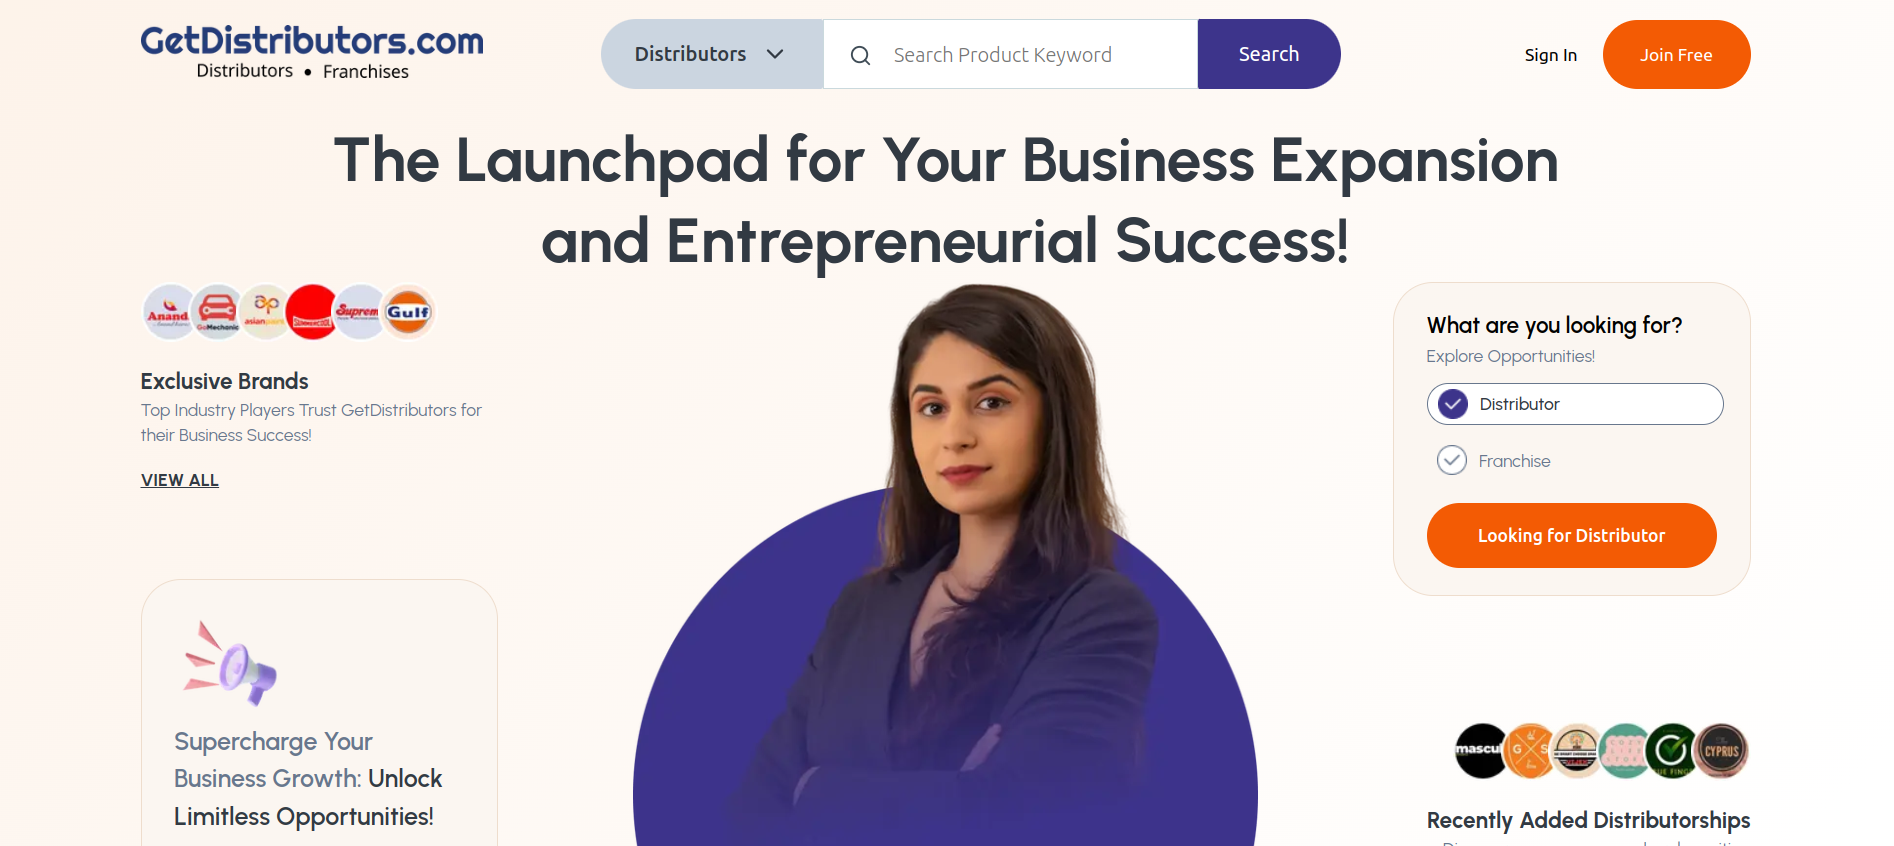 GetDistributors.com
Distributors • Franchises
Distributors
Search Product Keyword
Search
Sign In
Join Free
The Launchpad for Your Business Expansion
and Entrepreneurial Success!
Anand
GoMechanic
ap
asianpaints
Suprem
Gulf
Exclusive Brands
Top Industry Players Trust GetDistributors for
their Business Success!
VIEW ALL
What are you looking for?
Explore Opportunities!
Distributor
Franchise
Looking for Distributor
Supercharge Your
Business Growth: Unlock
Limitless Opportunities!
mascul
G S
CYPRUS
Recently Added Distributorships